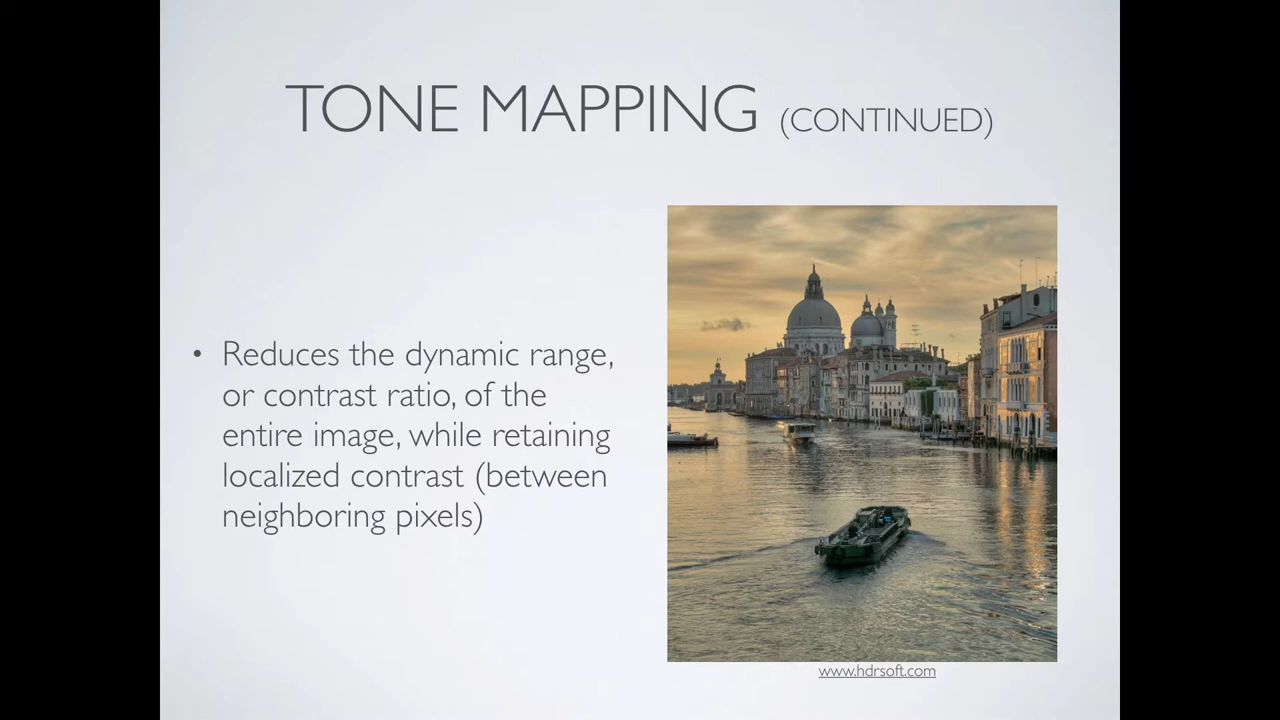 TONE MAPPING (CONTINUED)
• Reduces the dynamic range,
or contrast ratio, of the
entire image, while retaining
localized contrast (between
neighboring pixels)
www.hdrsoft.com